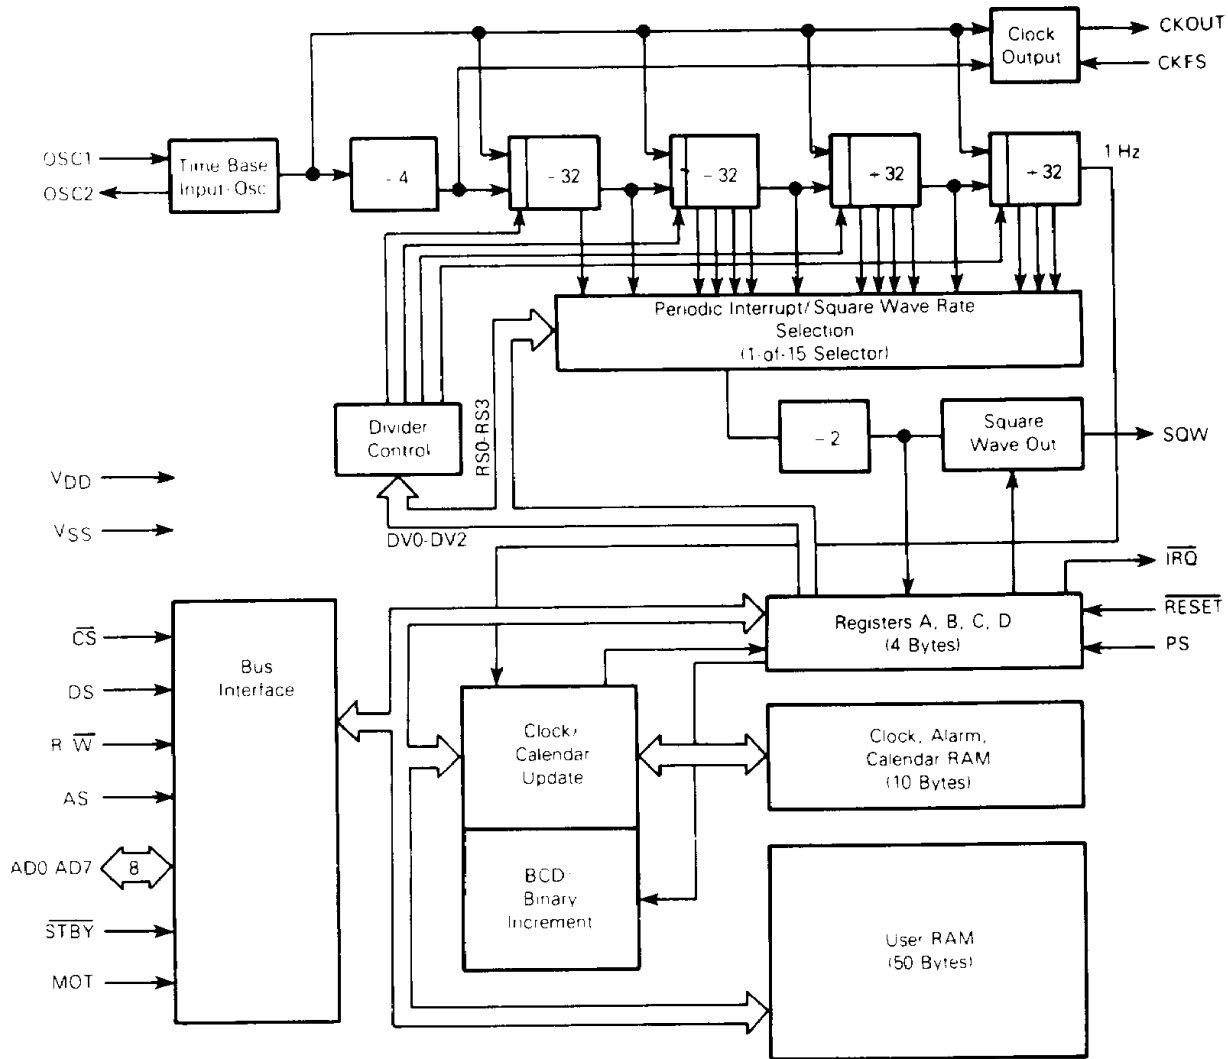 CKOUT
Clock
Output
CKFS
OSC1
OSC2
Time Base
Input-Osc
- 4
- 32
- 32
÷ 32
÷ 32
1 Hz
Periodic Interrupt/Square Wave Rate
Selection
(1-of-15 Selector)
Divider
Control
RS0-RS3
- 2
Square
Wave Out
SQW
VDD
VSS
DV0-DV2
IRQ
RESET
PS
Registers A, B, C, D
(4 Bytes)
CS
DS
R W
AS
AD0 AD7
8
STBY
MOT
Bus
Interface
Clock/
Calendar
Update
BCD
Binary
Increment
Clock, Alarm,
Calendar RAM
(10 Bytes)
User RAM
(50 Bytes)